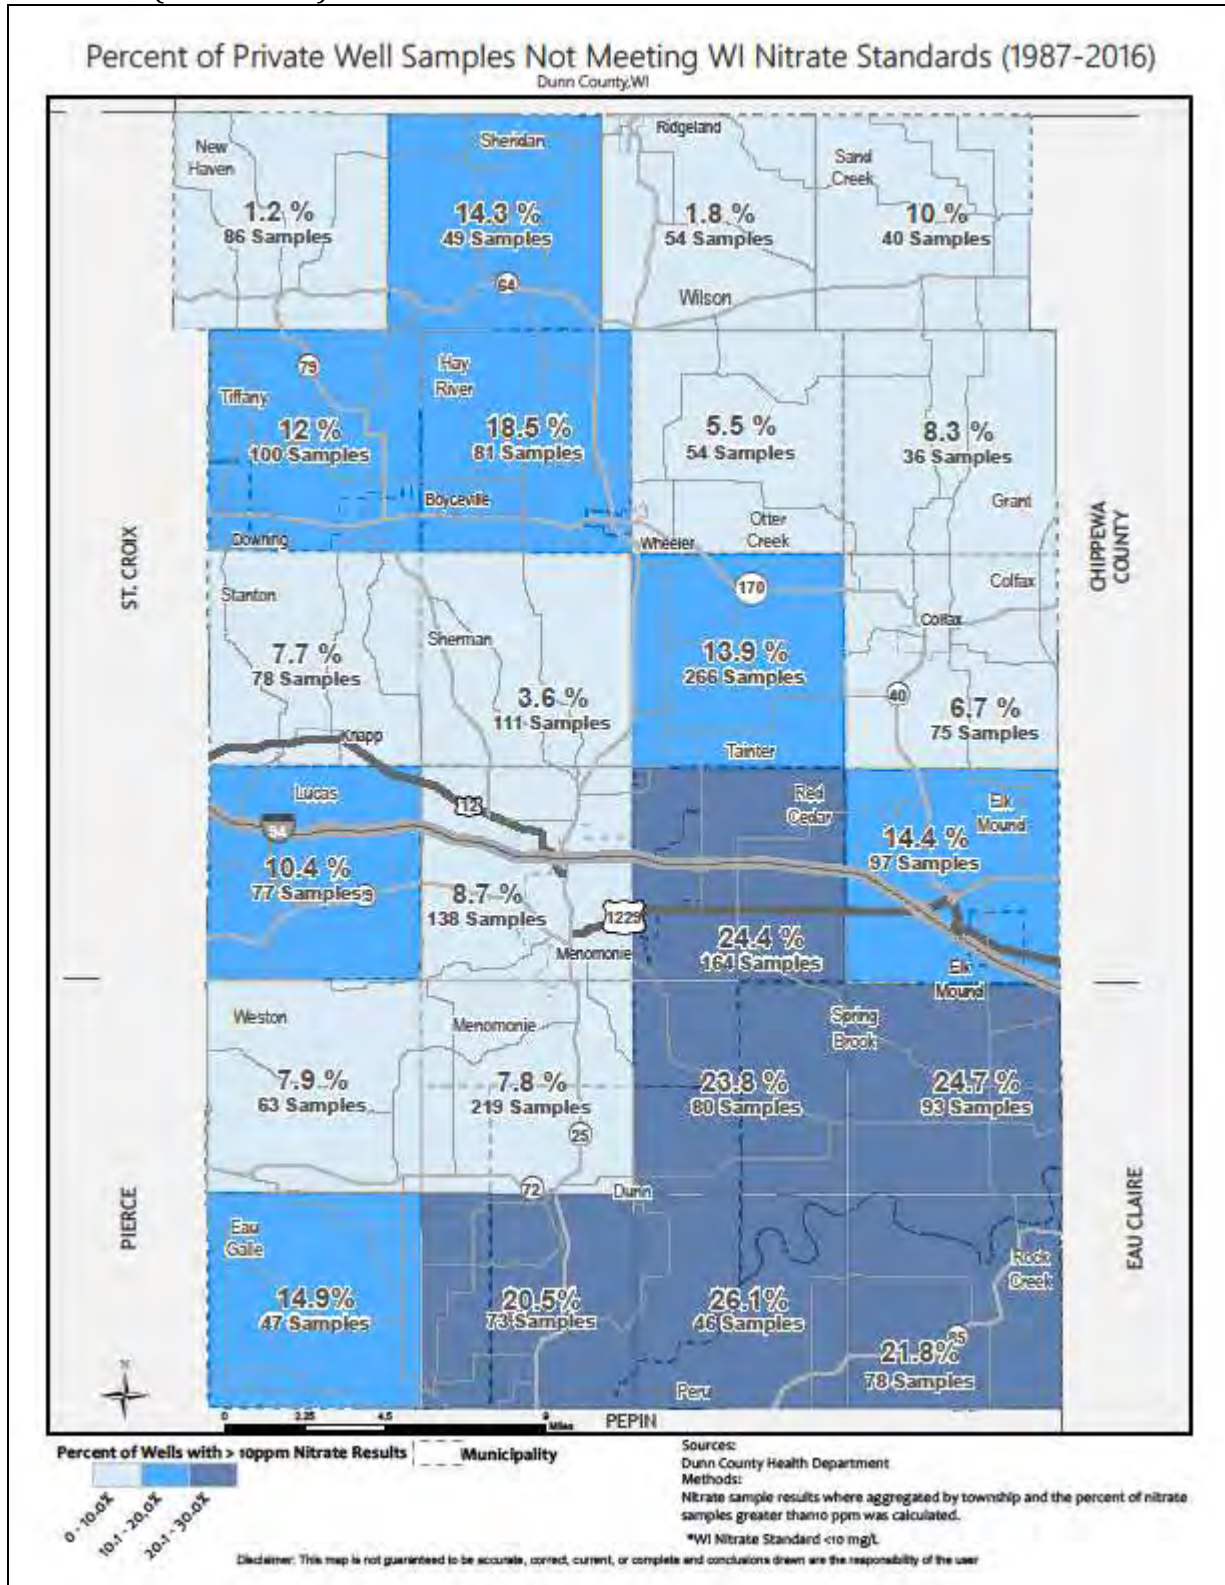 Percent of Private Well Samples Not Meeting WI Nitrate Standards (1987-2016)
Dunn County,WI
New
Haven
1.2 %
86 Samples
Sheridan
14.3 %
49 Samples
64
Ridgeland
1.8 %
54 Samples
Wilson
Sand
Creek
10 %
40 Samples
79
Tiffany
12 %
100 Samples
Downing
Hay
River
18.5 %
81 Samples
Boyceville
5.5 %
54 Samples
Otter
Creek
Wheeler
8.3 %
36 Samples
Grant
ST. CROIX
CHIPPEWA
COUNTY
Stanton
7.7 %
78 Samples
Knapp
Sherman
3.6 %
111 Samples
170
13.9 %
266 Samples
Tainter
Colfax
Colfax
40
6.7 %
75 Samples
Lucas
94
10.4 %
77 Samples
12
8.7 %
138 Samples
Menomonie
1229
Red
Cedar
24.4 %
164 Samples
Elk
Mound
14.4 %
97 Samples
Elk
Mound
Weston
7.9 %
63 Samples
Menomonie
7.8 %
219 Samples
25
72
Dunn
23.8 %
80 Samples
Spring
Brook
24.7 %
93 Samples
PIERCE
EAU CLAIRE
Eau
Galle
14.9%
47 Samples
20.5%
73 Samples
26.1%
46 Samples
Peru
Rock
Creek
85
21.8%
78 Samples
N
0 2.25 4.5 9
Miles
PEPIN
Percent of Wells with > 10ppm Nitrate Results
Municipality
0 - 10.0%
10.1 - 20.0%
20.1 - 30.0%
Sources:
Dunn County Health Department
Methods:
Nitrate sample results where aggregated by township and the percent of nitrate
samples greater than10 ppm was calculated.
*WI Nitrate Standard <10 mg/L
Disclaimer: This map is not guaranteed to be accurate, correct, current, or complete and conclusions drawn are the responsibility of the user